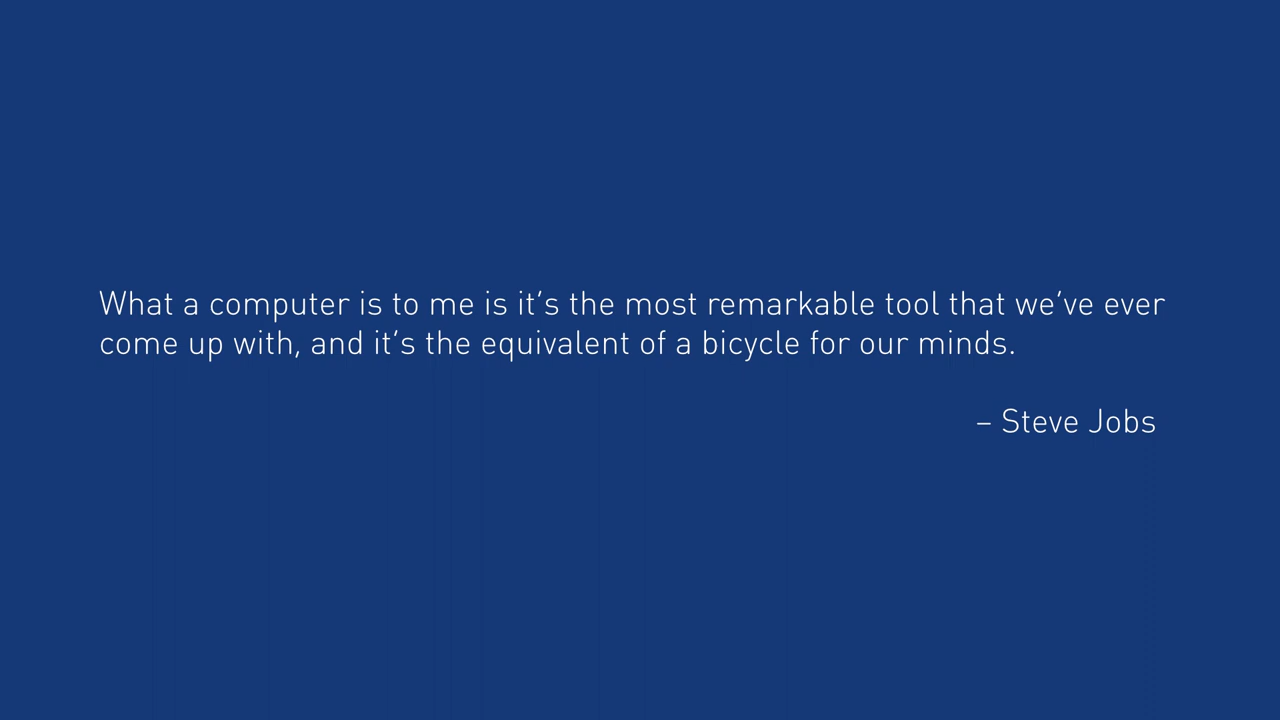 What a computer is to me is it's the most remarkable tool that we've ever
come up with, and it's the equivalent of a bicycle for our minds.
– Steve Jobs